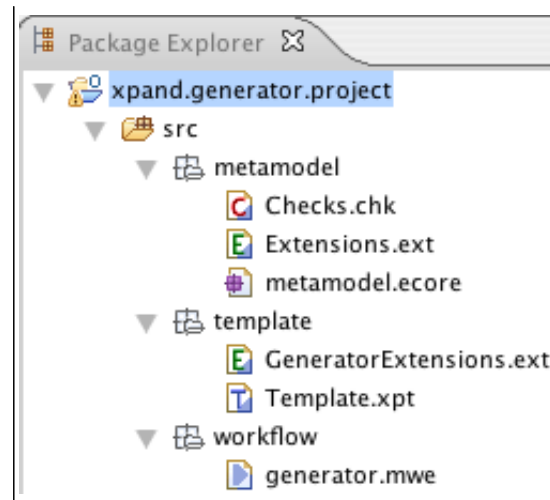 Package Explorer
xpand.generator.project
src
metamodel
Checks.chk
Extensions.ext
metamodel.ecore
template
GeneratorExtensions.ext
Template.xpt
workflow
generator.mwe